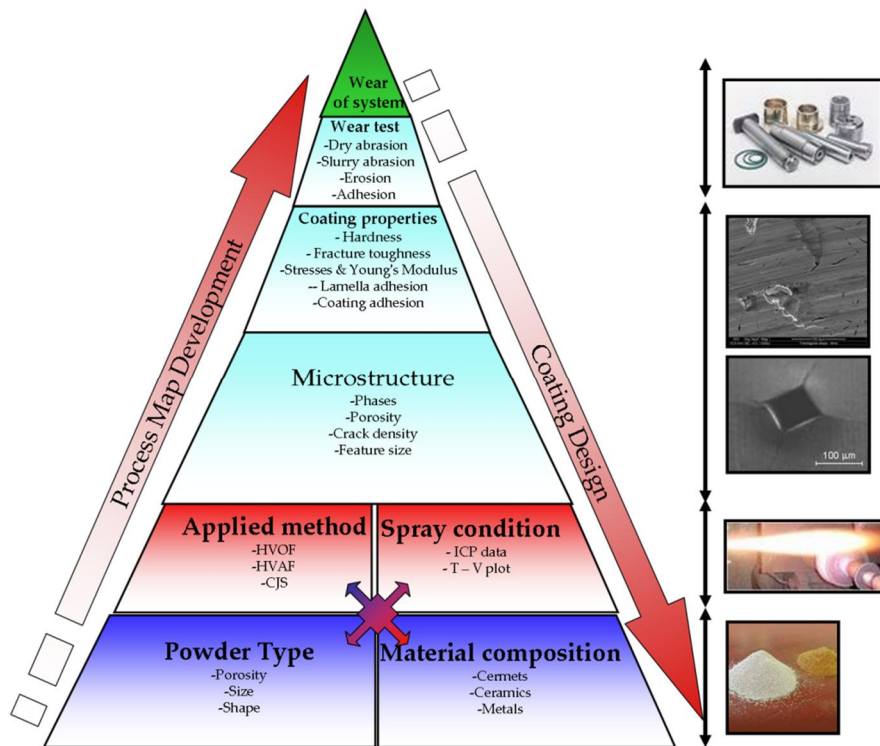 Wear
of system
Wear test
-Dry abrasion
-Slurry abrasion
-Erosion
-Adhesion
Coating properties
- Hardness
- Fracture toughness
-Stresses & Young's Modulus
-- Lamella adhesion
-Coating adhesion
Microstructure
-Phases
-Porosity
-Crack density
-Feature size
Applied method
-HVOF
-HVAF
-CJS
Spray condition
- ICP data
- T – V plot
Powder Type
-Porosity
-Size
-Shape
Material composition
-Cermets
-Ceramics
-Metals
Process Map Development
Coating Design
100 μm